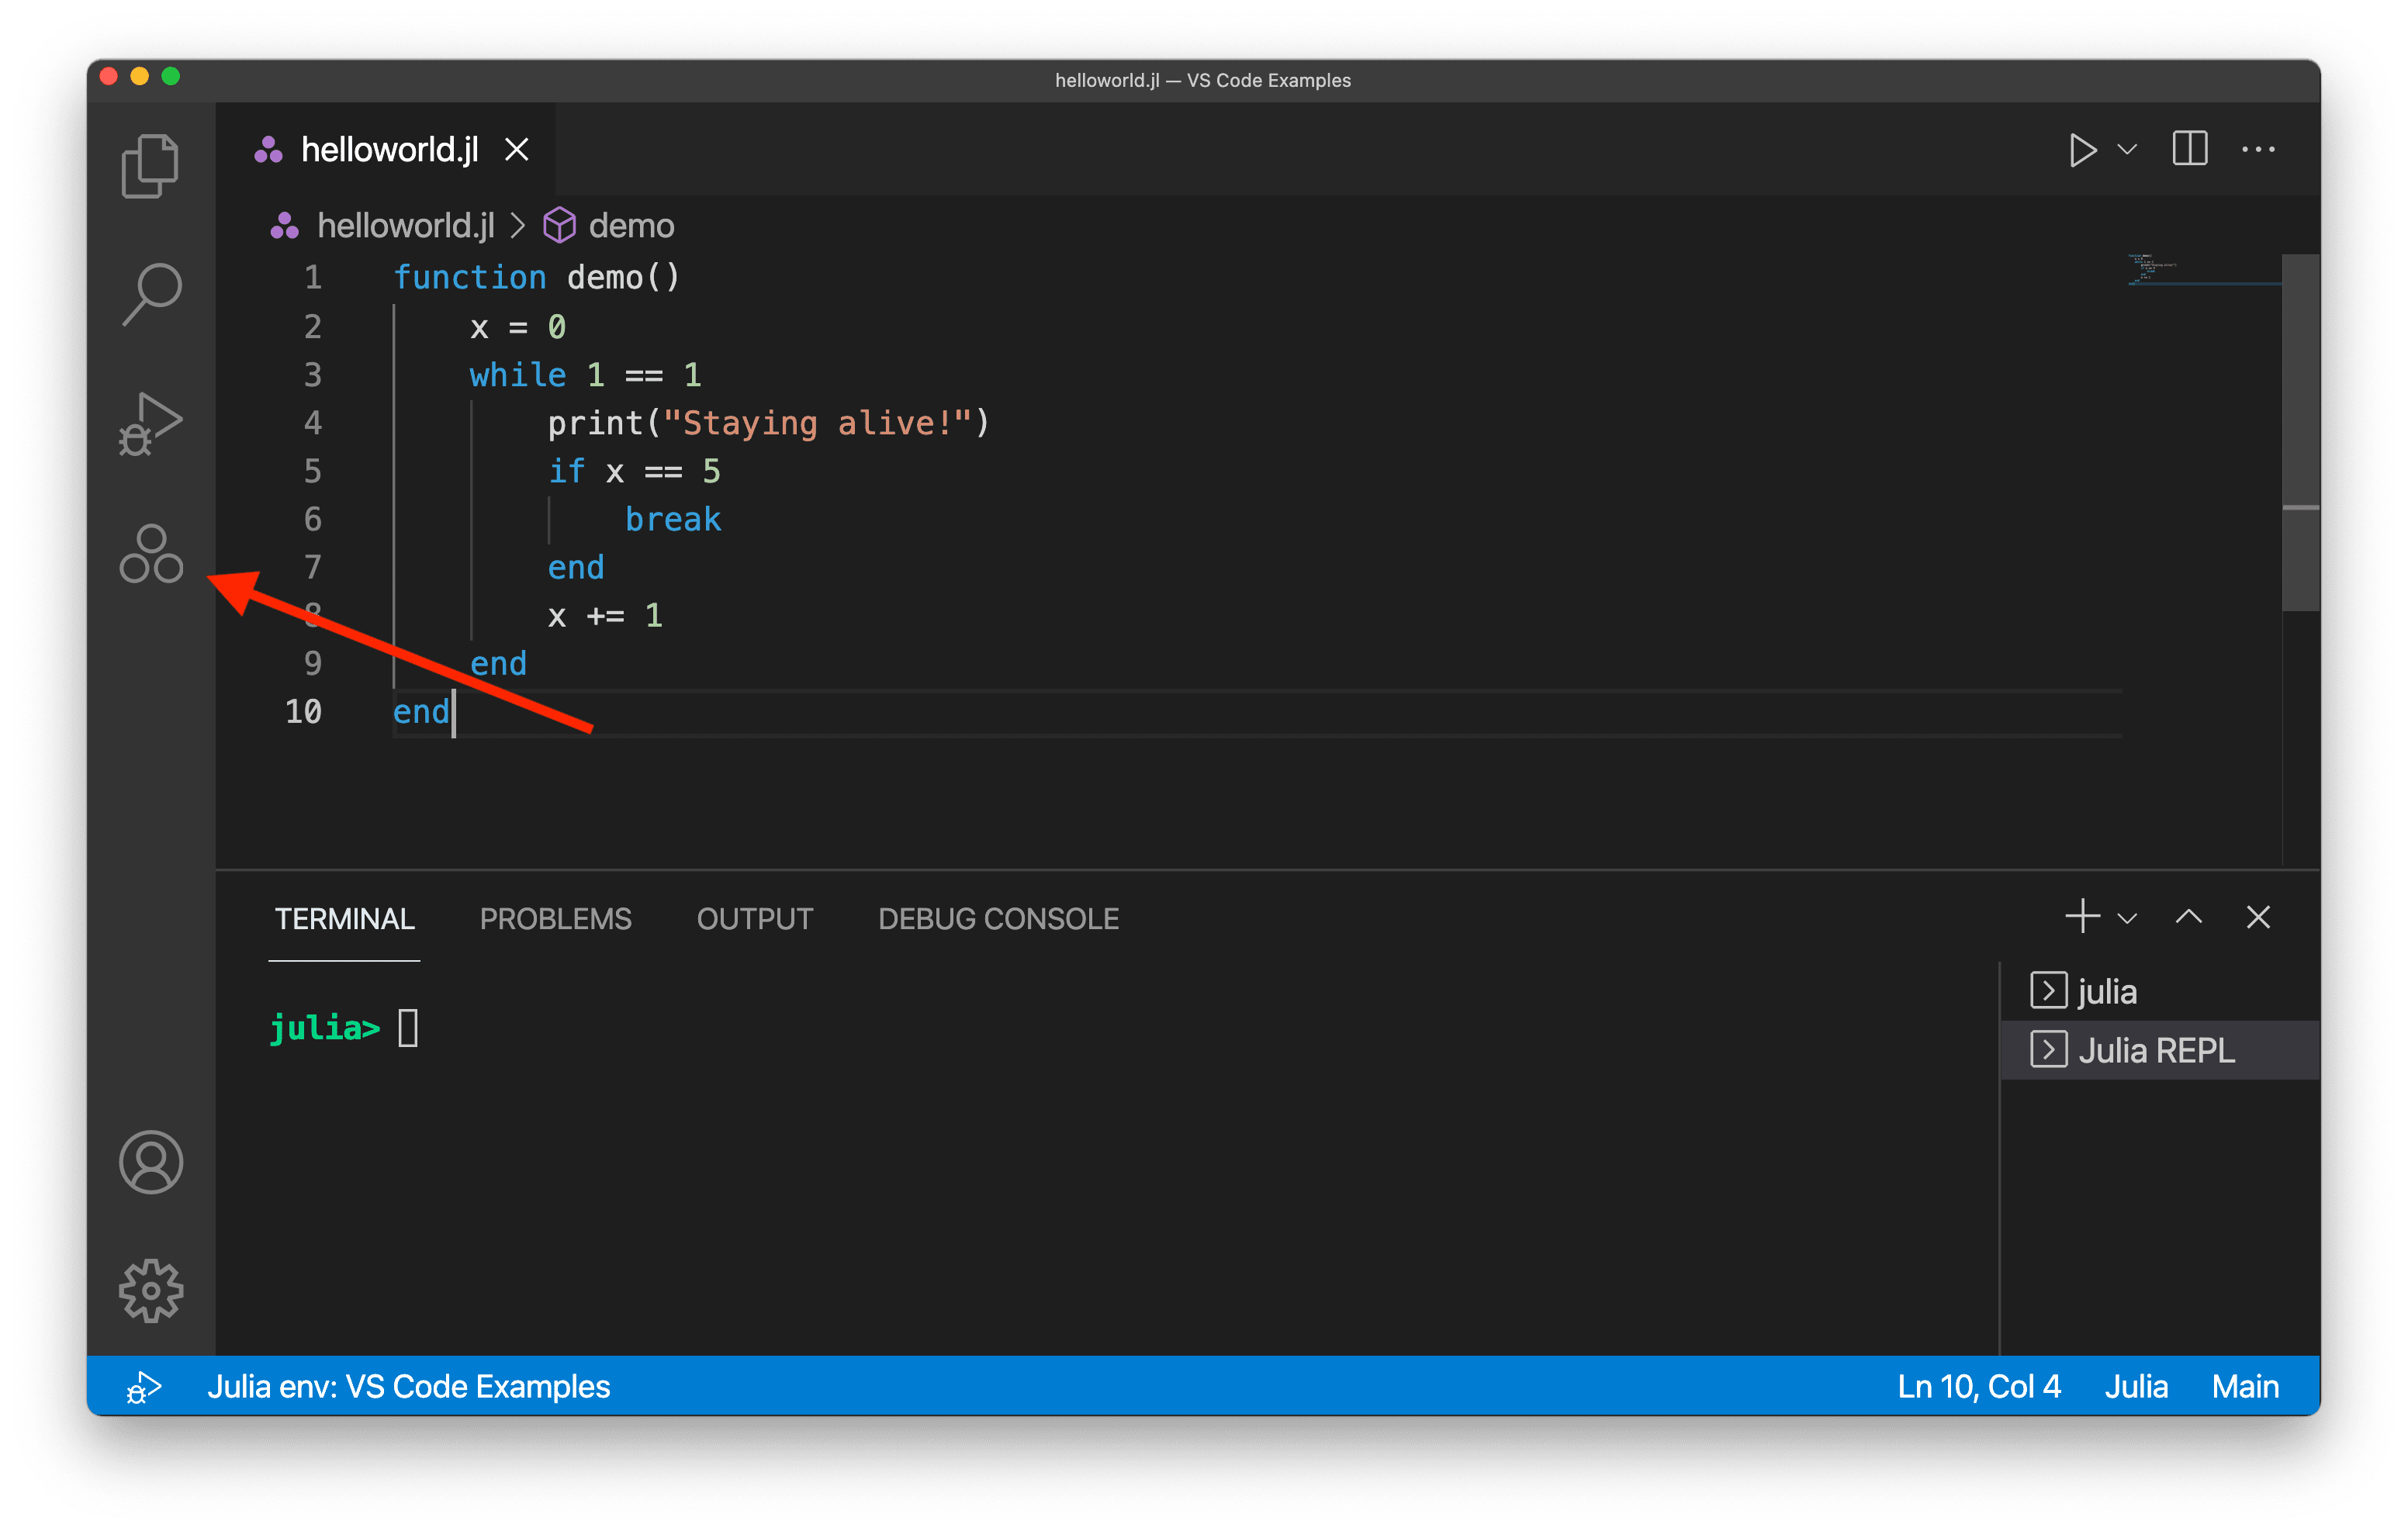 helloworld.jl — VS Code Examples
helloworld.jl
helloworld.jl > demo
1 function demo()
2     x = 0
3     while 1 == 1
4         print("Staying alive!")
5         if x == 5
6             break
7         end
8         x += 1
9     end
10 end
TERMINAL PROBLEMS OUTPUT DEBUG CONSOLE
julia>
julia
Julia REPL
Julia env: VS Code Examples Ln 10, Col 4 Julia Main